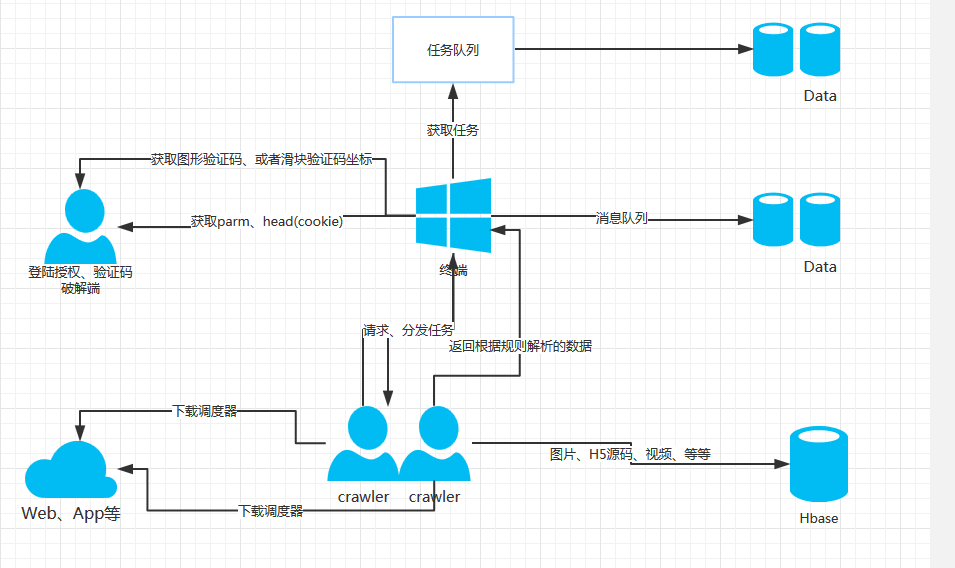 任务队列
Data
获取任务
获取图形验证码、或者滑块验证码坐标
获取parm、head(cookie)
消息队列
登陆授权、验证码
破解端
终端
Data
请求、分发任务
返回根据规则解析的数据
下载调度器
图片、H5源码、视频、等等
crawler
crawler
Web、App等
下载调度器
Hbase